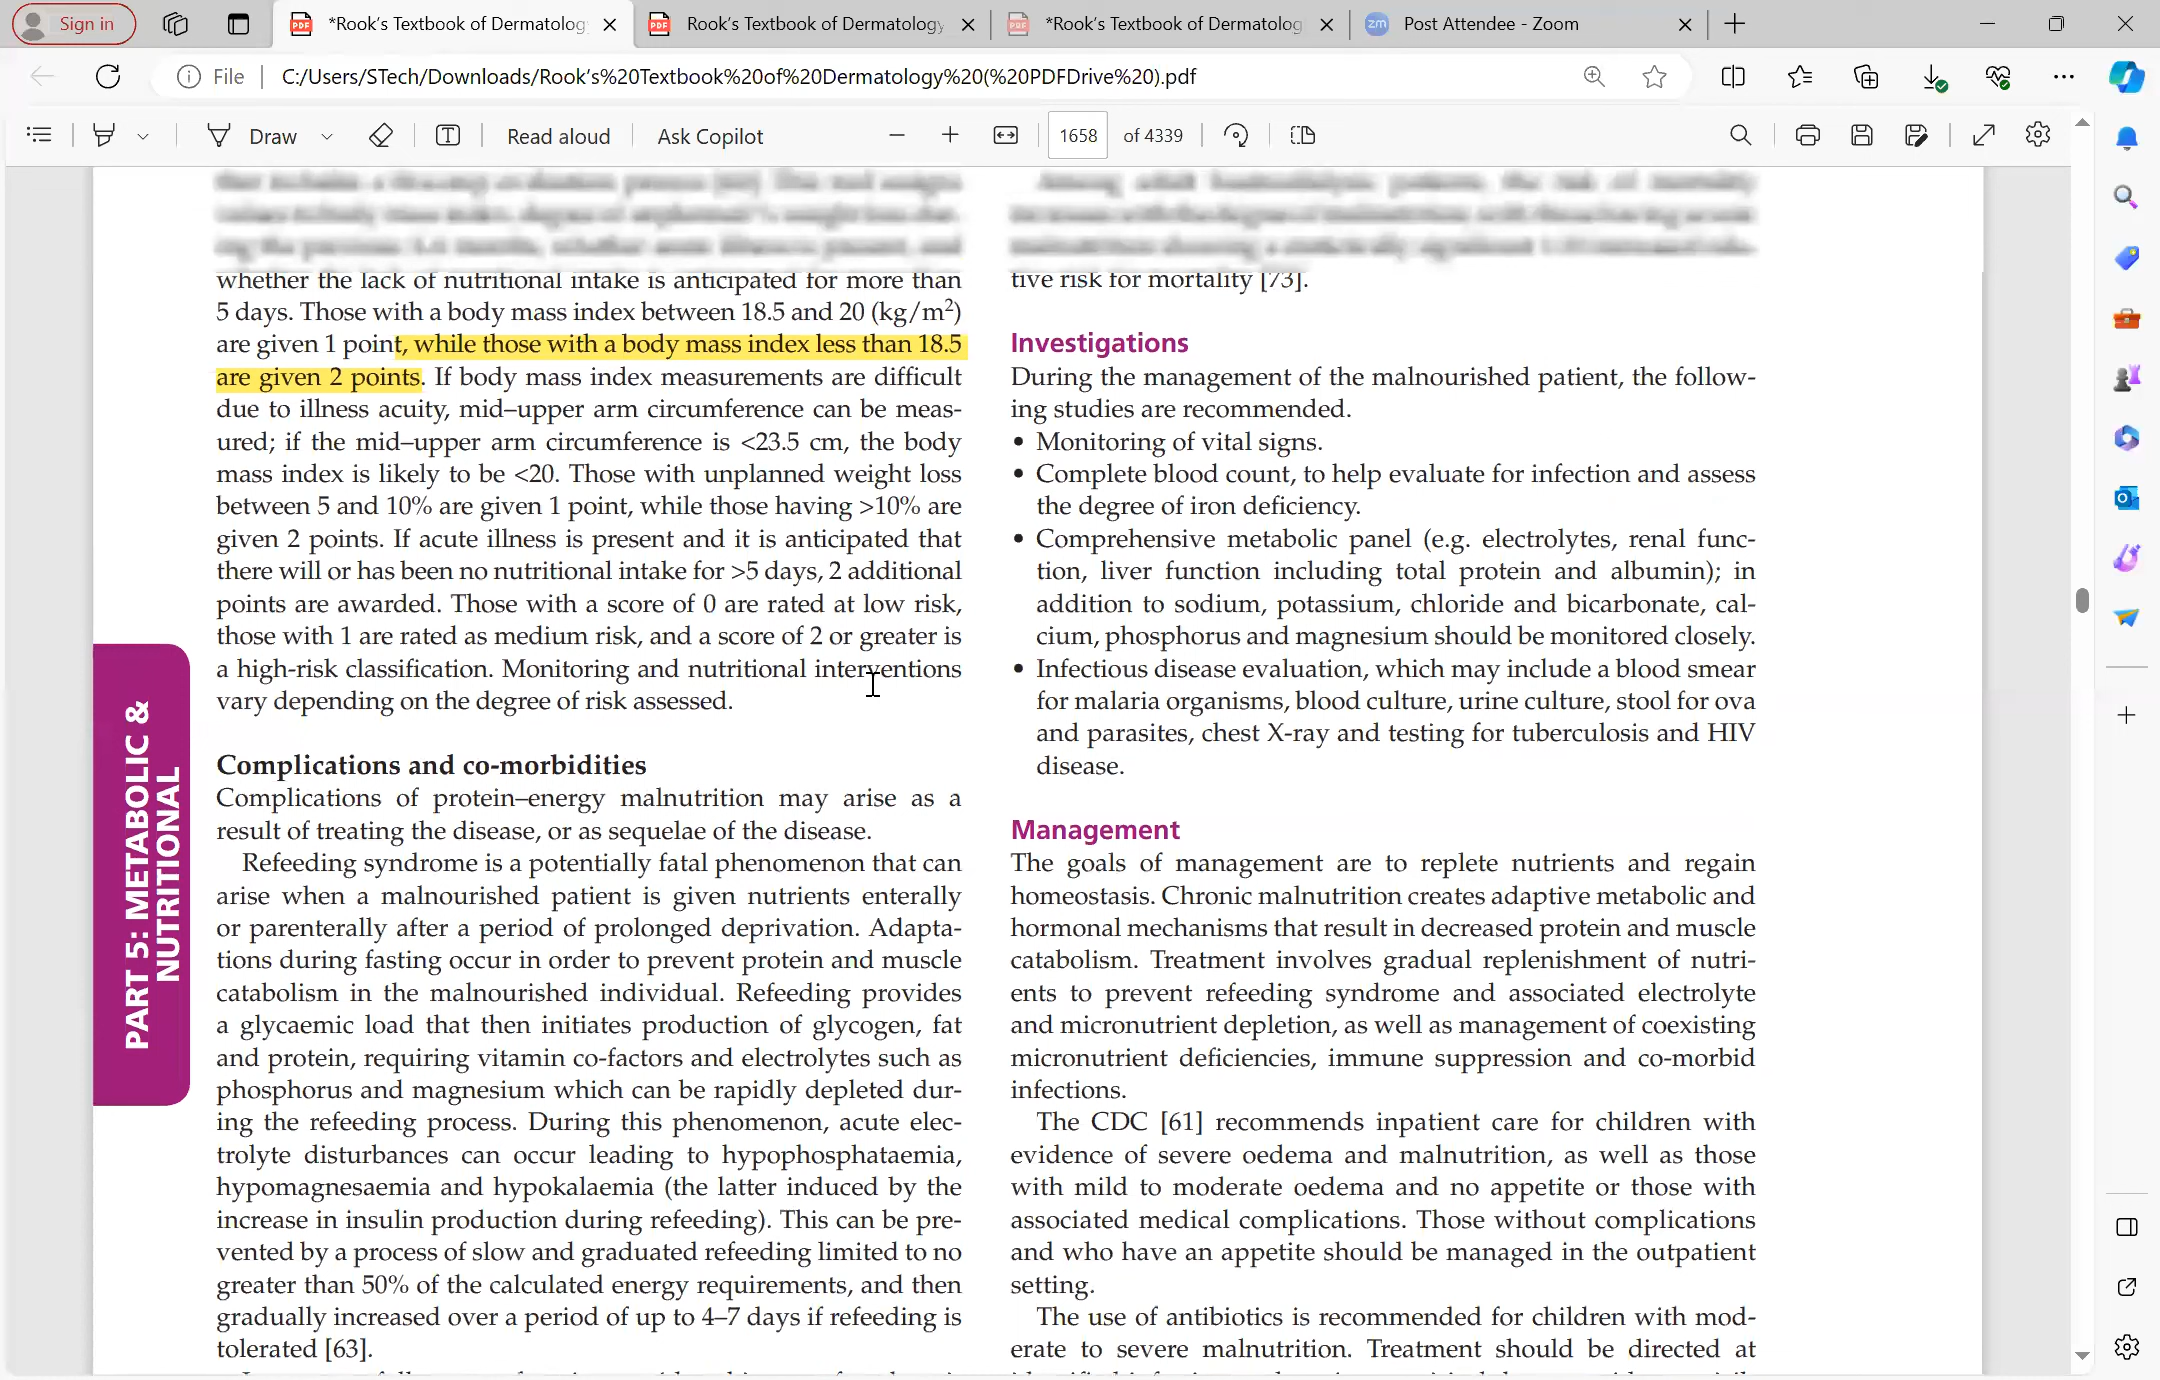 Sign in
*Rook's Textbook of Dermatolog
Rook's Textbook of Dermatology
*Rook's Textbook of Dermatolog
zm
Post Attendee - Zoom
File
C:/Users/STech/Downloads/Rook's%20Textbook%20of%20Dermatology%20(%20PDFDrive%20).pdf
Draw
Read aloud
Ask Copilot
1658
of 4339
whether the lack of nutritional intake is anticipated for more than
5 days. Those with a body mass index between 18.5 and 20 (kg/m²)
are given 1 point, while those with a body mass index less than 18.5
are given 2 points. If body mass index measurements are difficult
due to illness acuity, mid–upper arm circumference can be meas-
ured; if the mid–upper arm circumference is <23.5 cm, the body
mass index is likely to be <20. Those with unplanned weight loss
between 5 and 10% are given 1 point, while those having >10% are
given 2 points. If acute illness is present and it is anticipated that
there will or has been no nutritional intake for >5 days, 2 additional
points are awarded. Those with a score of 0 are rated at low risk,
those with 1 are rated as medium risk, and a score of 2 or greater is
a high-risk classification. Monitoring and nutritional interventions
vary depending on the degree of risk assessed.
Complications and co-morbidities
Complications of protein–energy malnutrition may arise as a
result of treating the disease, or as sequelae of the disease.
Refeeding syndrome is a potentially fatal phenomenon that can
arise when a malnourished patient is given nutrients enterally
or parenterally after a period of prolonged deprivation. Adapta-
tions during fasting occur in order to prevent protein and muscle
catabolism in the malnourished individual. Refeeding provides
a glycaemic load that then initiates production of glycogen, fat
and protein, requiring vitamin co-factors and electrolytes such as
phosphorus and magnesium which can be rapidly depleted dur-
ing the refeeding process. During this phenomenon, acute elec-
trolyte disturbances can occur leading to hypophosphataemia,
hypomagnesaemia and hypokalaemia (the latter induced by the
increase in insulin production during refeeding). This can be pre-
vented by a process of slow and graduated refeeding limited to no
greater than 50% of the calculated energy requirements, and then
gradually increased over a period of up to 4–7 days if refeeding is
tolerated [63].
tive risk for mortality [73].
Investigations
During the management of the malnourished patient, the follow-
ing studies are recommended.
• Monitoring of vital signs.
• Complete blood count, to help evaluate for infection and assess
the degree of iron deficiency.
• Comprehensive metabolic panel (e.g. electrolytes, renal func-
tion, liver function including total protein and albumin); in
addition to sodium, potassium, chloride and bicarbonate, cal-
cium, phosphorus and magnesium should be monitored closely.
• Infectious disease evaluation, which may include a blood smear
for malaria organisms, blood culture, urine culture, stool for ova
and parasites, chest X-ray and testing for tuberculosis and HIV
disease.
Management
The goals of management are to replete nutrients and regain
homeostasis. Chronic malnutrition creates adaptive metabolic and
hormonal mechanisms that result in decreased protein and muscle
catabolism. Treatment involves gradual replenishment of nutri-
ents to prevent refeeding syndrome and associated electrolyte
and micronutrient depletion, as well as management of coexisting
micronutrient deficiencies, immune suppression and co-morbid
infections.
The CDC [61] recommends inpatient care for children with
evidence of severe oedema and malnutrition, as well as those
with mild to moderate oedema and no appetite or those with
associated medical complications. Those without complications
and who have an appetite should be managed in the outpatient
setting.
The use of antibiotics is recommended for children with mod-
erate to severe malnutrition. Treatment should be directed at
PART 5: METABOLIC &
NUTRITIONAL